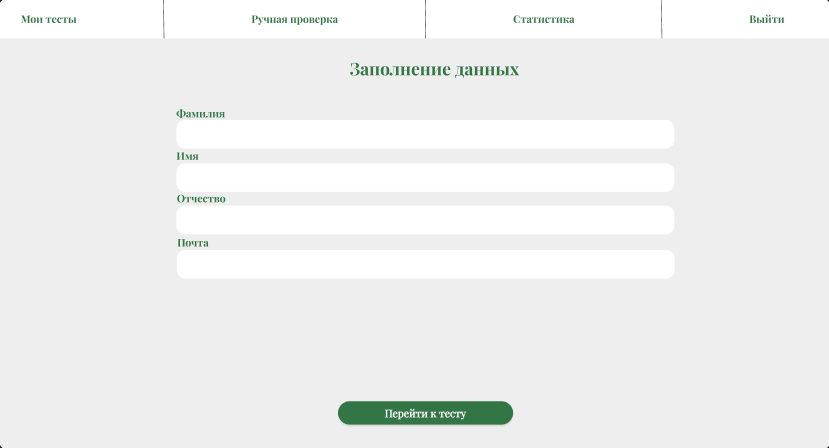 Мои тесты Ручная проверка Статистика Выйти
Заполнение данных
Фамилия
Имя
Отчество
Почта
Перейти к тесту